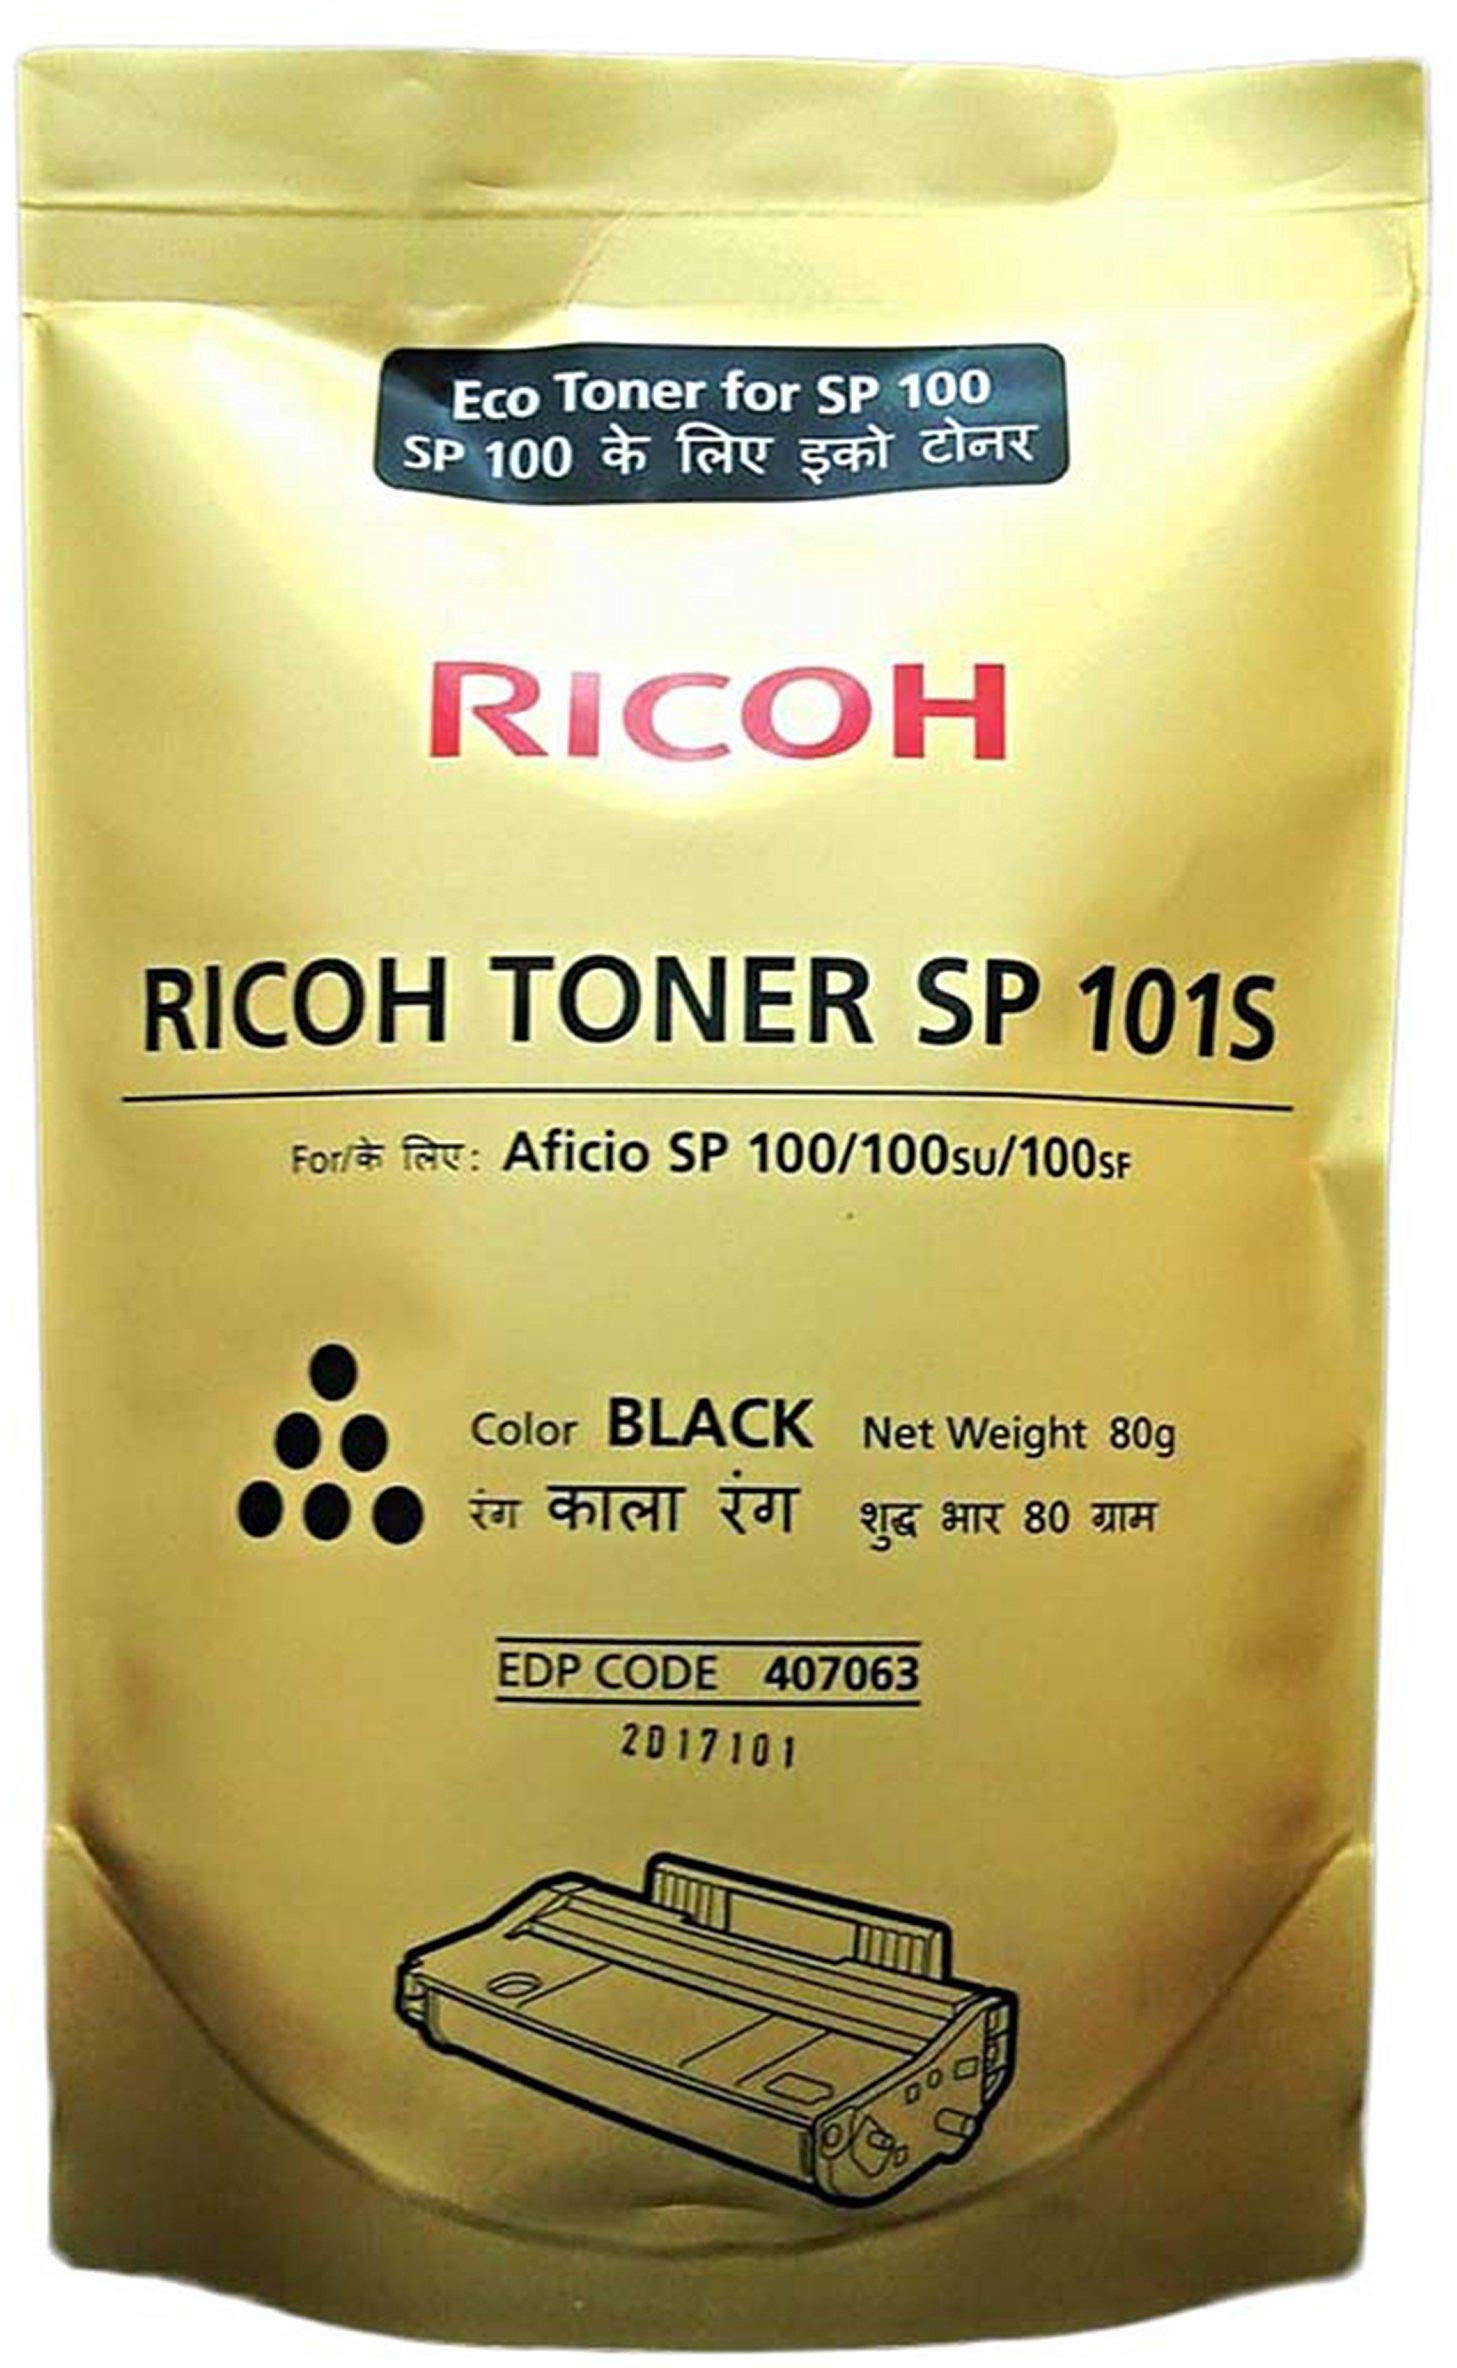 Eco Toner for SP 100
SP 100 के लिए इको टोनर
RICOH
RICOH TONER SP 101S
For/के लिए: Aficio SP 100/100SU/100SF
Color BLACK Net Weight 80g
रंग काला रंग शुद्ध भार 80 ग्राम
EDP CODE 407063
2D17101